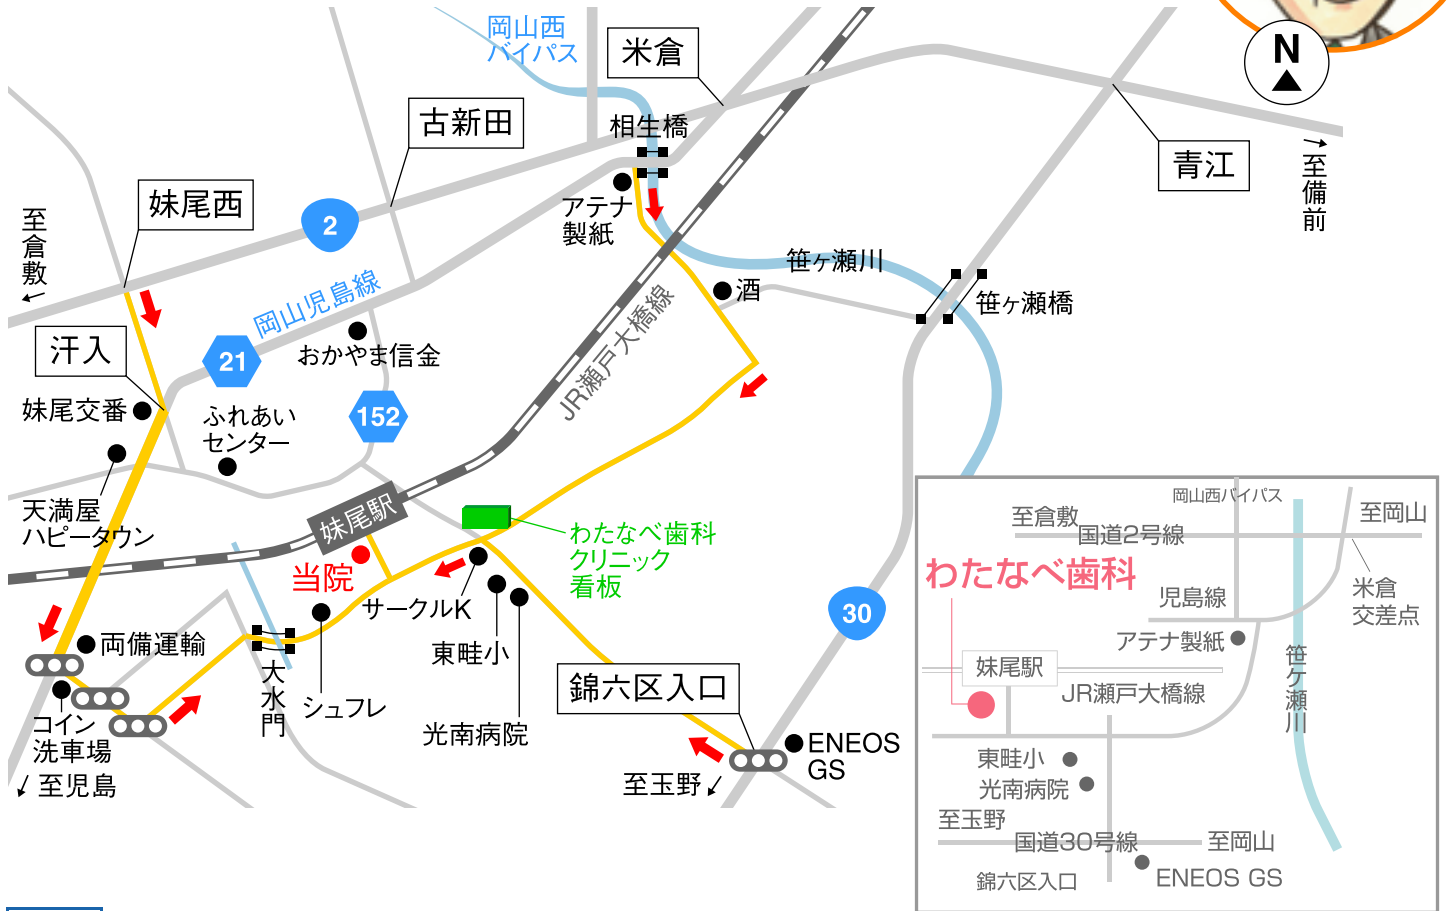 岡山西
バイパス
米倉
N
古新田
相生橋
青江
至備前
妹尾西
2
アテナ
製紙
至倉敷
笹ヶ瀬川
酒
笹ヶ瀬橋
岡山児島線
JR瀬戸大橋線
汗入
21
おかやま信金
妹尾交番
ふれあい
センター
152
天満屋
ハピータウン
妹尾駅
わたなべ歯科
クリニック
看板
当院
サークルK
30
両備運輸
東畦小
大水門
シュフレ
錦六区入口
コイン
洗車場
光南病院
ENEOS
GS
至児島
至玉野
岡山西バイパス
至倉敷
至岡山
国道2号線
わたなべ歯科
児島線
米倉
交差点
アテナ製紙
笹ケ瀬川
妹尾駅
JR瀬戸大橋線
東畦小
光南病院
至玉野
国道30号線
至岡山
錦六区入口
ENEOS GS